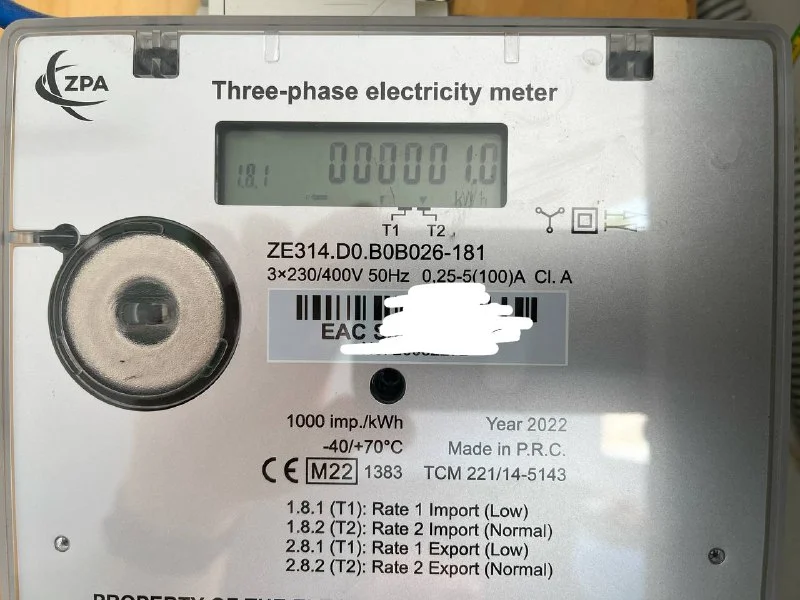 ZPA
Three-phase electricity meter
1.8.1 000001.0 kWh
T1 T2
ZE314.D0.B0B026-181
3×230/400V 50Hz 0,25-5(100)A Cl. A
EAC
1000 imp./kWh Year 2022
-40/+70°C Made in P.R.C.
CE M22 1383 TCM 221/14-5143
1.8.1 (T1): Rate 1 Import (Low)
1.8.2 (T2): Rate 2 Import (Normal)
2.8.1 (T1): Rate 1 Export (Low)
2.8.2 (T2): Rate 2 Export (Normal)
PROPERTY OF THE